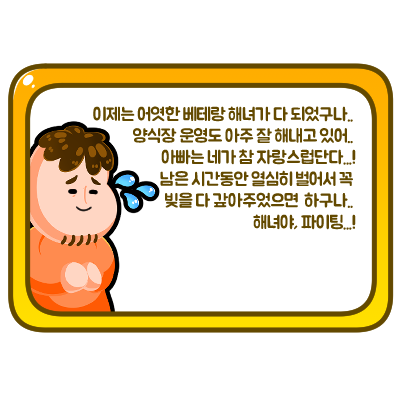 이제는 어엿한 베테랑 해녀가 다 되었구나..
양식장 운영도 아주 잘 해내고 있어..
아빠는 네가 참 자랑스럽단다...!
남은 시간동안 열심히 벌어서 꼭
빚을 다 갚아주었으면 하구나..
해녀야, 파이팅...!